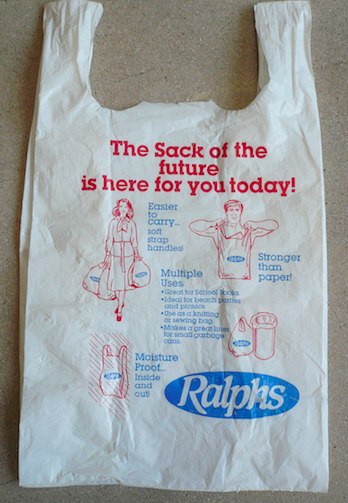 The Sack of the
future
is here for you today!
Easier
to
carry...
soft
strap
handles!
Stronger
than
paper!
Multiple
Uses
•Great for School Books
•Ideal for beach parties
and picnics
•Use as a knitting
or sewing bag
•Makes a great liner
for small garbage
cans.
Moisture
Proof...
Inside
and
out!
Ralphs